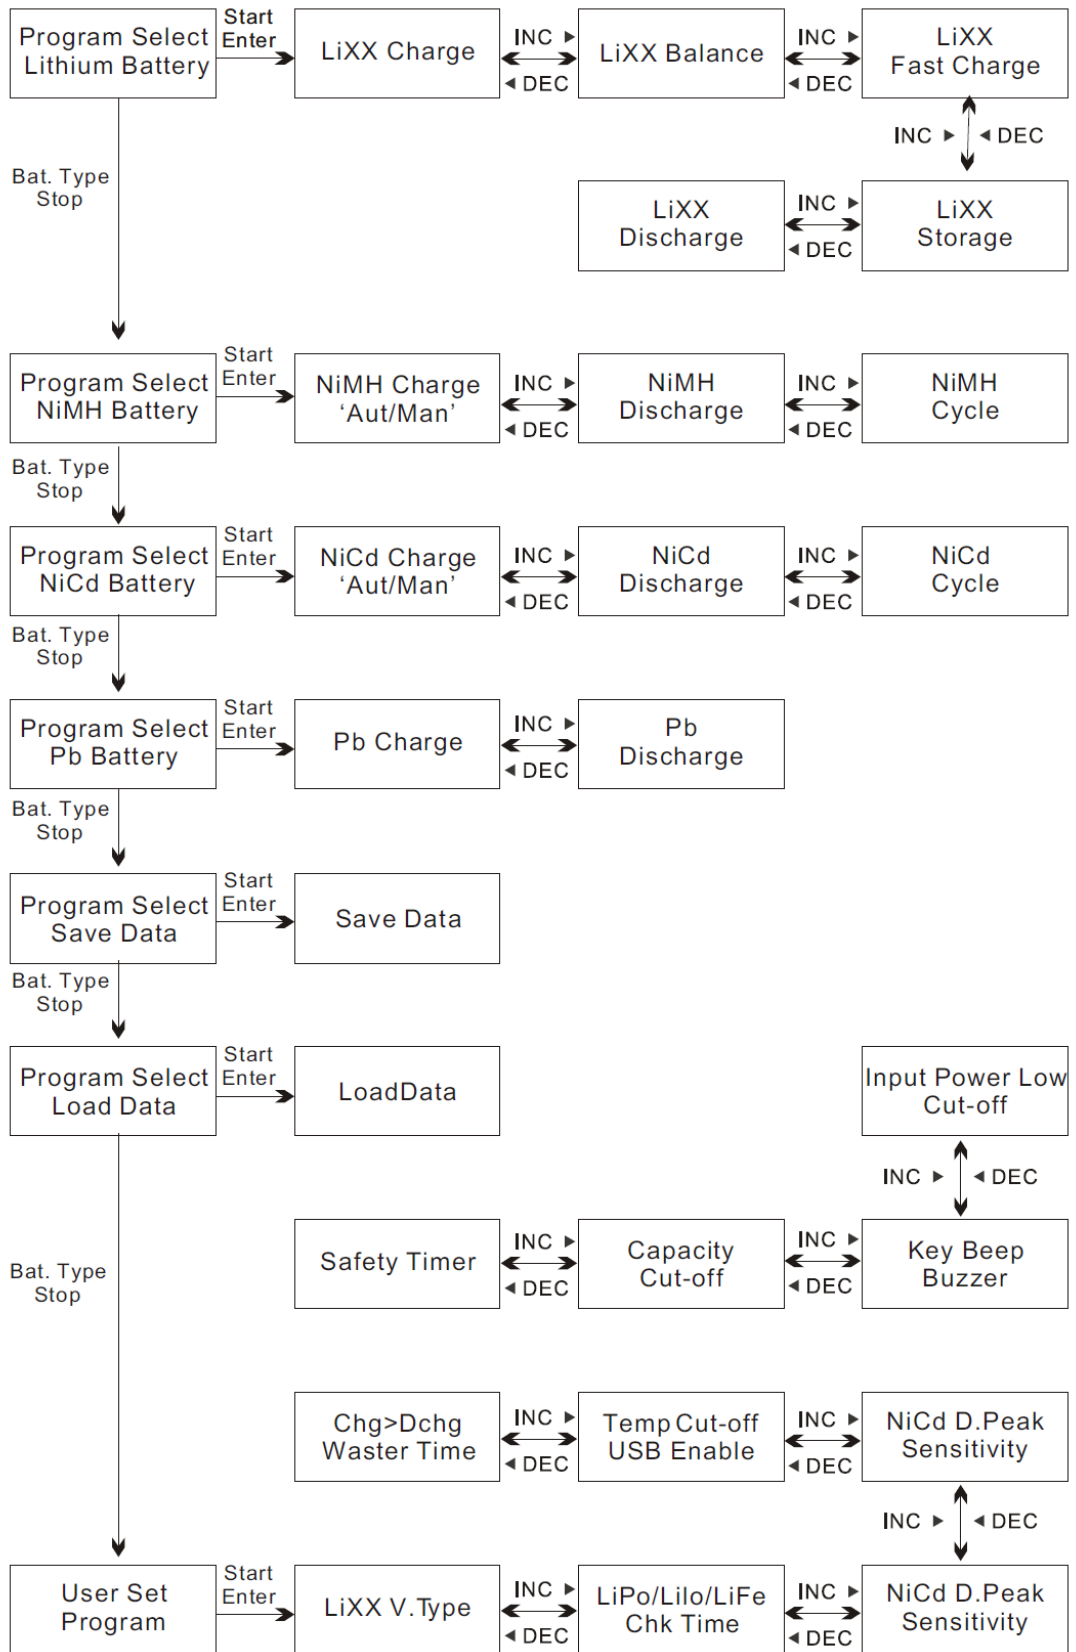 Program Select
Lithium Battery
Start
Enter
LiXX Charge
INC ►
◄ DEC
LiXX Balance
INC ►
◄ DEC
LiXX
Fast Charge
INC ► ◄ DEC
Bat. Type
Stop
LiXX
Discharge
INC ►
◄ DEC
LiXX
Storage
Program Select
NiMH Battery
Start
Enter
NiMH Charge
‘Aut/Man’
INC ►
◄ DEC
NiMH
Discharge
INC ►
◄ DEC
NiMH
Cycle
Bat. Type
Stop
Program Select
NiCd Battery
Start
Enter
NiCd Charge
‘Aut/Man’
INC ►
◄ DEC
NiCd
Discharge
INC ►
◄ DEC
NiCd
Cycle
Bat. Type
Stop
Program Select
Pb Battery
Start
Enter
Pb Charge
INC ►
◄ DEC
Pb
Discharge
Bat. Type
Stop
Program Select
Save Data
Start
Enter
Save Data
Bat. Type
Stop
Program Select
Load Data
Start
Enter
LoadData
Input Power Low
Cut-off
INC ► ◄ DEC
Bat. Type
Stop
Safety Timer
INC ►
◄ DEC
Capacity
Cut-off
INC ►
◄ DEC
Key Beep
Buzzer
Chg>Dchg
Waster Time
INC ►
◄ DEC
Temp Cut-off
USB Enable
INC ►
◄ DEC
NiCd D.Peak
Sensitivity
INC ► ◄ DEC
User Set
Program
Start
Enter
LiXX V.Type
INC ►
◄ DEC
LiPo/LiIo/LiFe
Chk Time
INC ►
◄ DEC
NiCd D.Peak
Sensitivity